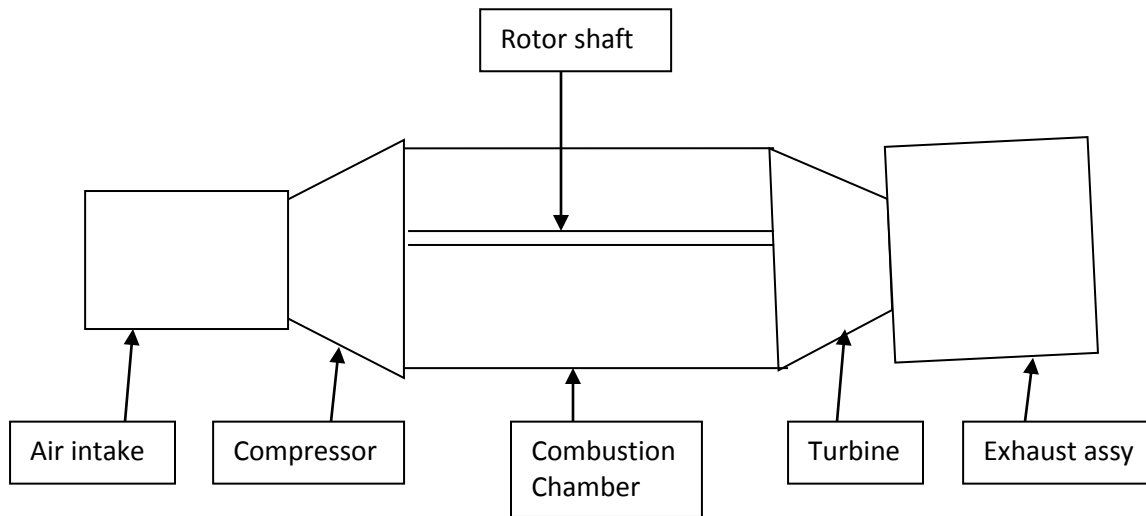 Rotor shaft
Air intake
Compressor
Combustion
Chamber
Turbine
Exhaust assy